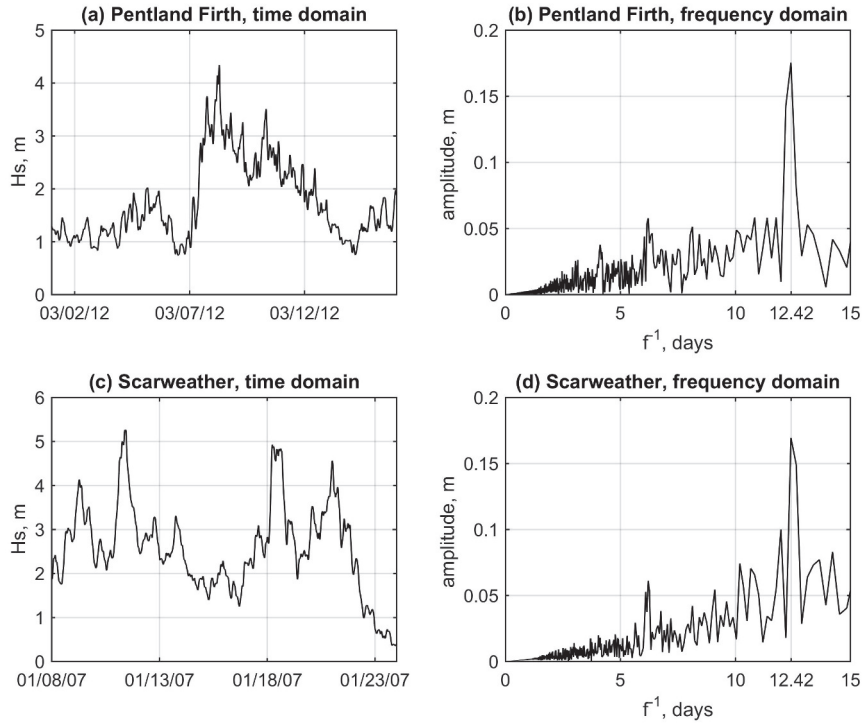 (a) Pentland Firth, time domain
5
4
3
2
1
0
Hs, m
03/02/12 03/07/12 03/12/12
(b) Pentland Firth, frequency domain
0.2
0.15
0.1
0.05
0
amplitude, m
0 5 10 12.42 15
f⁻¹, days
(c) Scarweather, time domain
6
5
4
3
2
1
0
Hs, m
01/08/07 01/13/07 01/18/07 01/23/07
(d) Scarweather, frequency domain
0.2
0.15
0.1
0.05
0
amplitude, m
0 5 10 12.42 15
f⁻¹, days